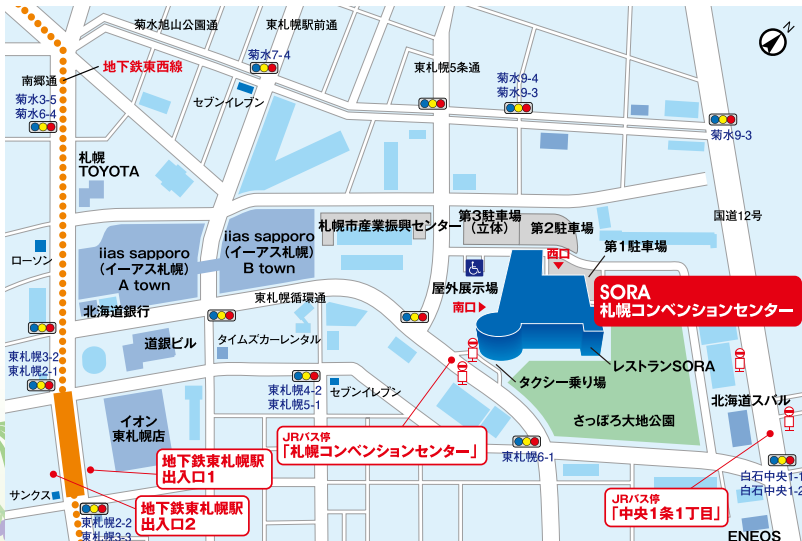 菊水旭山公園通
東札幌駅前通
N
菊水7-4
地下鉄東西線
東札幌5条通
南郷通
菊水3-5
菊水6-4
セブンイレブン
菊水9-4
菊水9-3
菊水9-3
札幌
TOYOTA
国道12号
iias sapporo
(イーアス札幌)
A town
iias sapporo
(イーアス札幌)
B town
札幌市産業振興センター
第3駐車場
(立体)
第2駐車場
第1駐車場
西口
ローソン
屋外展示場
南口
SORA
札幌コンベンションセンター
北海道銀行
東札幌循環通
道銀ビル
タイムズカーレンタル
東札幌3-2
東札幌2-1
東札幌4-2
東札幌5-1
セブンイレブン
レストランSORA
タクシー乗り場
北海道スバル
さっぽろ大地公園
イオン
東札幌店
JRバス停
「札幌コンベンションセンター」
東札幌6-1
地下鉄東札幌駅
出入口1
サンクス
地下鉄東札幌駅
出入口2
東札幌2-2
東札幌3-3
JRバス停
「中央1条1丁目」
白石中央1-1
白石中央1-2
ENEOS